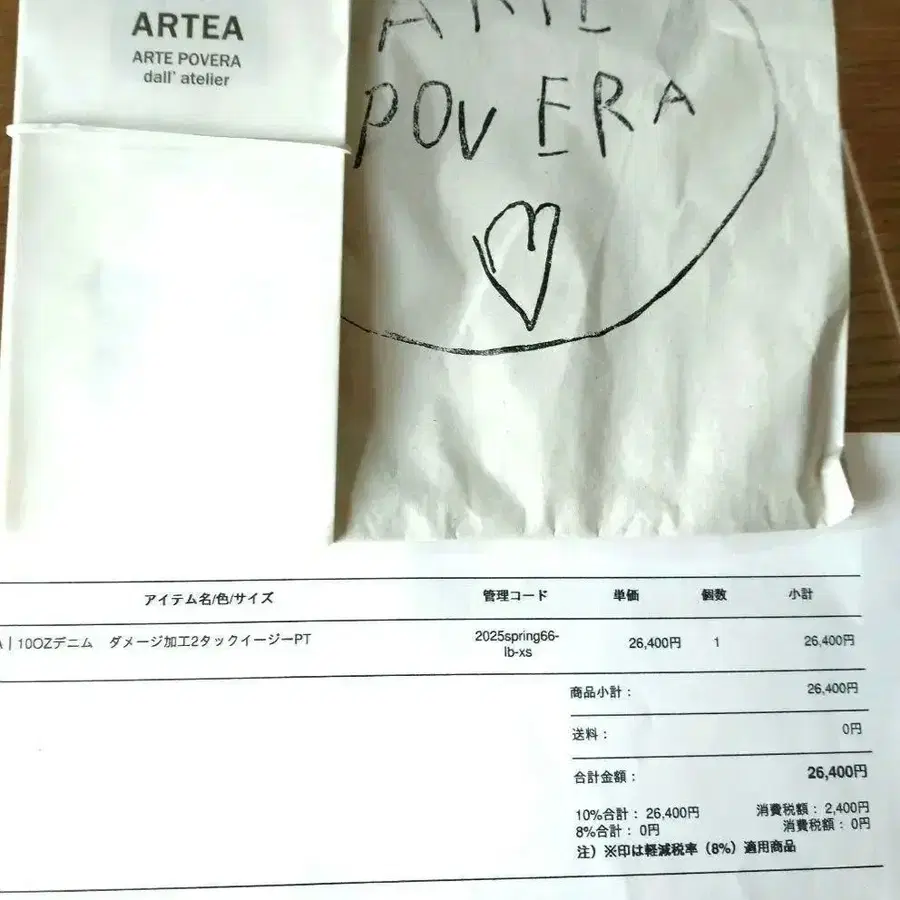 ARTEA
ARTE POVERA
dall' atelier
ARTE
POVERA
アイテム名/色/サイズ 管理コード 単価 個数 小計
A | 10OZデニム ダメージ加工2タックイージーPT 2025spring66-lb-xs 26,400円 1 26,400円
商品小計: 26,400円
送料: 0円
合計金額: 26,400円
10%合計: 26,400円 消費税額: 2,400円
8%合計: 0円 消費税額: 0円
注）※印は軽減税率（8%）適用商品